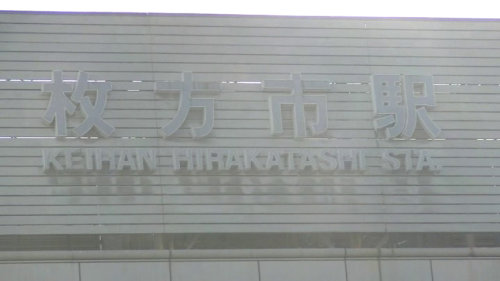 枚方市駅
KEIHAN HIRAKATASHI STA.